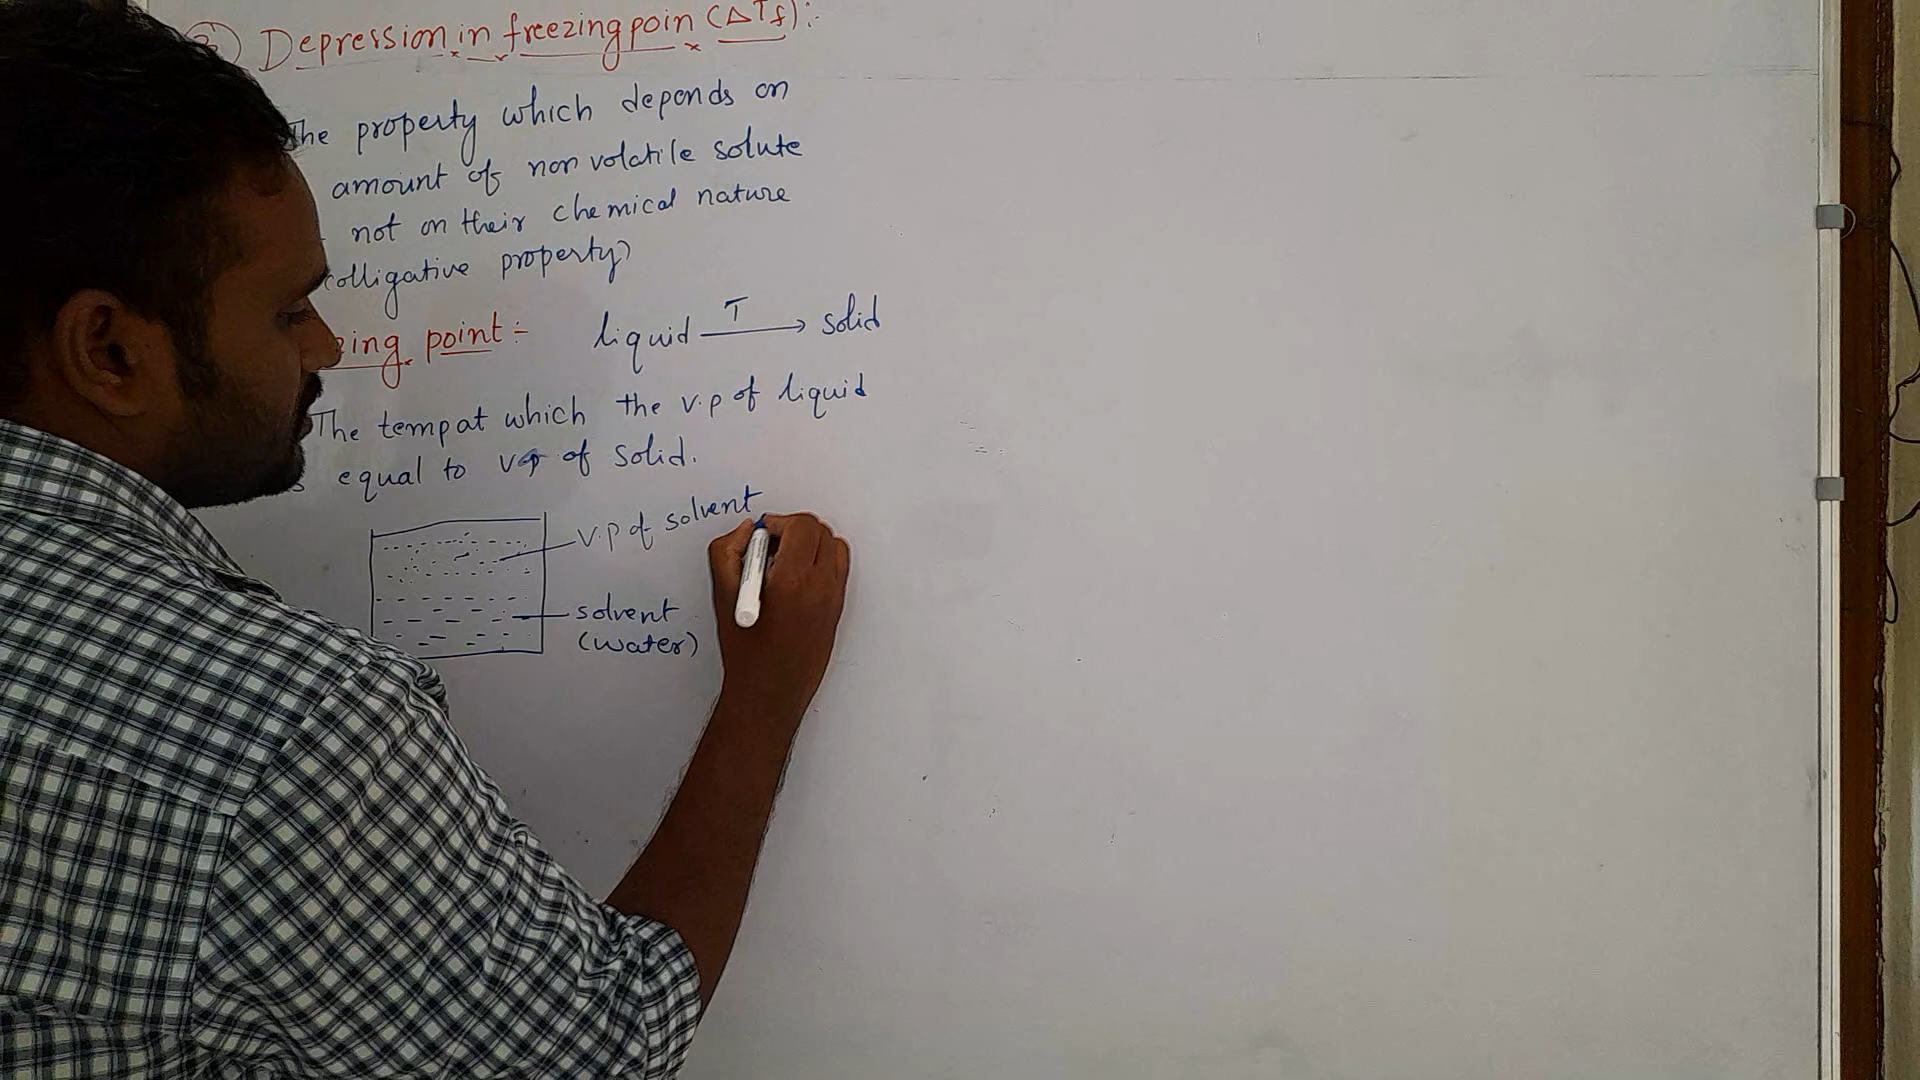 Depression in freezing poin (ΔTf):-
The property which depends on
amount of non volatile solute
not on their chemical nature
colligative property)
zing point :- liquid T→ solid
The temp at which the v.p of liquid
equal to vp of solid.
v.p of solvent
solvent
(water)